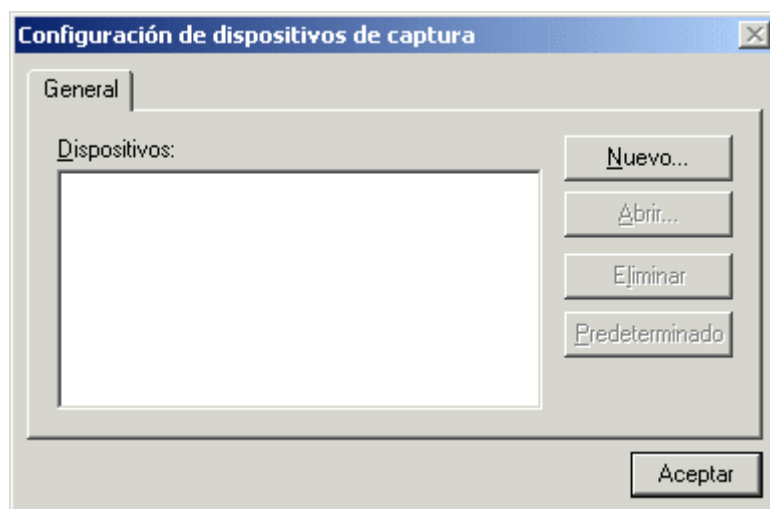 Configuración de dispositivos de captura
General
Dispositivos:
Nuevo...
Abrir...
Eliminar
Predeterminado
Aceptar